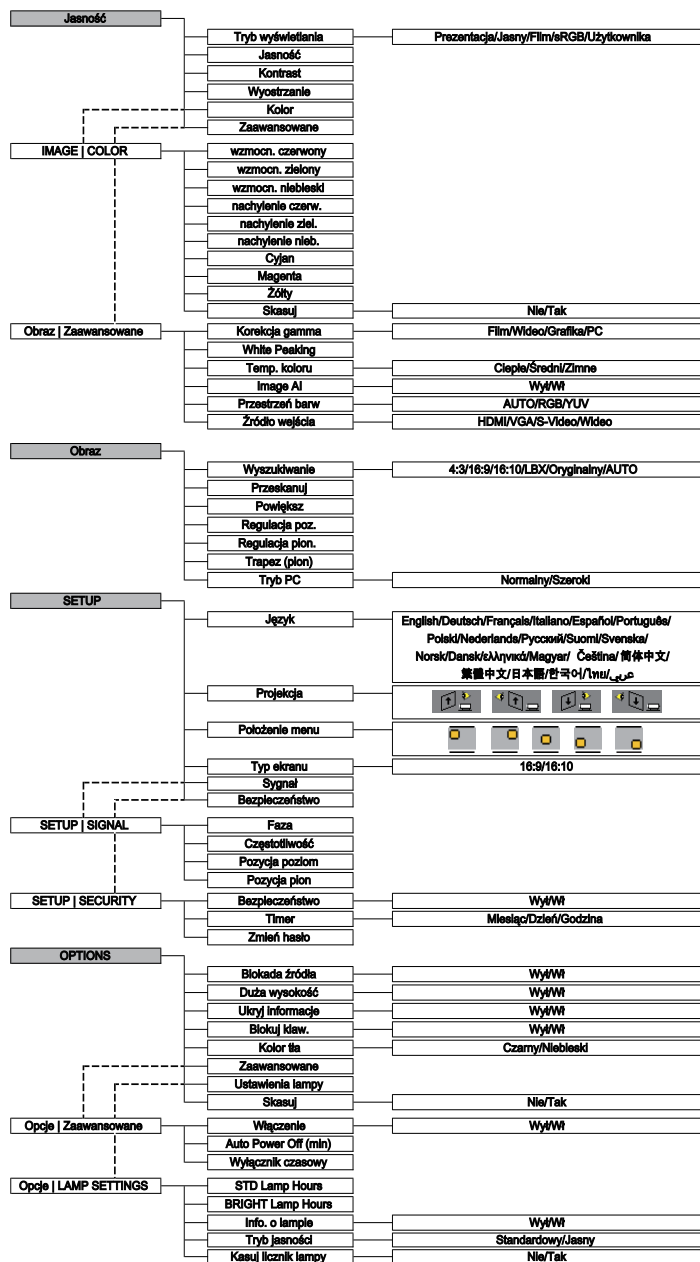 Jasność
Tryb wyświetlania Prezentacja/Jasny/Film/sRGB/Użytkownika
Jasność
Kontrast
Wyostrzanie
Kolor
Zaawansowane
IMAGE | COLOR wzmocn. czerwony
wzmocn. zielony
wzmocn. niebieski
nachylenie czerw.
nachylenie ziel.
nachylenie nieb.
Cyjan
Magenta
Żółty
Skasuj Nie/Tak
Obraz | Zaawansowane Korekcja gamma Film/Wideo/Grafika/PC
White Peaking
Temp. koloru Ciepłe/Średni/Zimne
Image AI Wył/Wł
Przestrzeń barw AUTO/RGB/YUV
Źródło wejścia HDMI/VGA/S-Video/Wideo
Obraz
Wyszukiwanie 4:3/16:9/16:10/LBX/Oryginalny/AUTO
Przeskanuj
Powiększ
Regulacja poz.
Regulacja pion.
Trapez (pion)
Tryb PC Normalny/Szeroki
SETUP
Język English/Deutsch/Français/Italiano/Español/Português/
Polski/Nederlands/Русский/Suomi/Svenska/
Norsk/Dansk/ελληνικά/Magyar/ Čeština/ 简体中文/
繁體中文/日本語/한국어/ไทย/عربي
Projekcja
Położenie menu
Typ ekranu 16:9/16:10
Sygnał
Bezpieczeństwo
SETUP | SIGNAL Faza
Częstotliwość
Pozycja poziom
Pozycja pion
SETUP | SECURITY Bezpieczeństwo Wył/Wł
Timer Miesiąc/Dzień/Godzina
Zmień hasło
OPTIONS
Blokada źródła Wył/Wł
Duża wysokość Wył/Wł
Ukryj informacje Wył/Wł
Blokuj klaw. Wył/Wł
Kolor tła Czarny/Niebieski
Zaawansowane
Ustawienia lampy
Skasuj Nie/Tak
Opcje | Zaawansowane Włączenie Wył/Wł
Auto Power Off (min)
Wyłącznik czasowy
Opcje | LAMP SETTINGS STD Lamp Hours
BRIGHT Lamp Hours
Info. o lampie Wył/Wł
Tryb jasności Standardowy/Jasny
Kasuj licznik lampy Nie/Tak